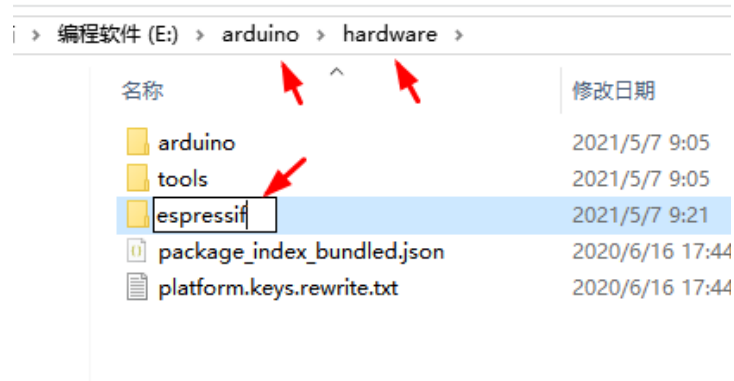 编程软件 (E:) > arduino > hardware >
名称 修改日期
arduino 2021/5/7 9:05
tools 2021/5/7 9:05
espressif 2021/5/7 9:21
package_index_bundled.json 2020/6/16 17:44
platform.keys.rewrite.txt 2020/6/16 17:44